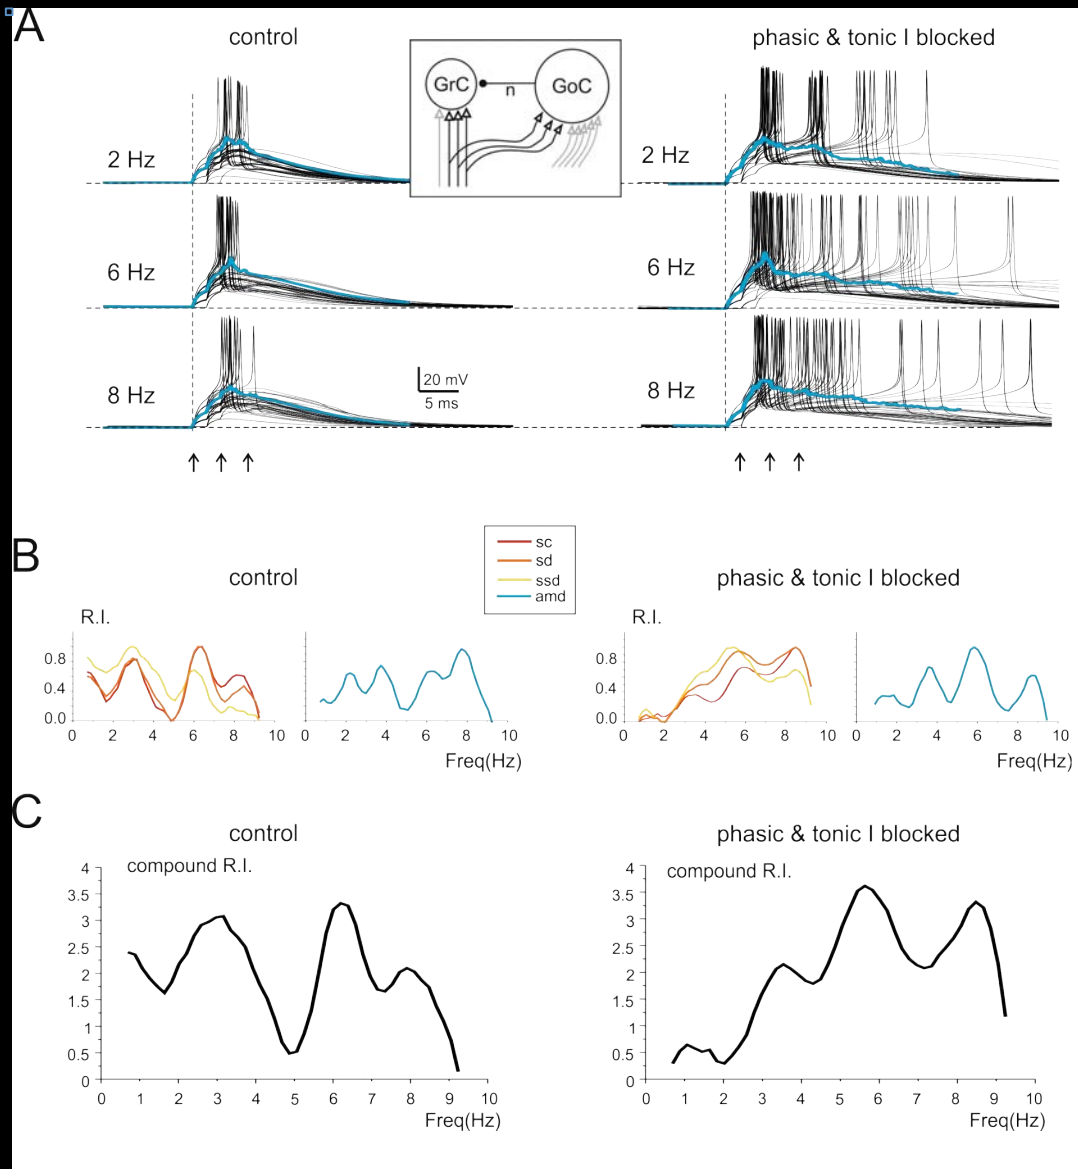 A
control
phasic & tonic I blocked
GrC
n
GoC
2 Hz
2 Hz
6 Hz
6 Hz
8 Hz
8 Hz
20 mV
5 ms
B
control
sc
sd
ssd
amd
phasic & tonic I blocked
R.I.
R.I.
0.8
0.4
0.0
0 2 4 6 8 10
0 2 4 6 8 10
Freq(Hz)
0.8
0.4
0.0
0 2 4 6 8 10
0 2 4 6 8 10
Freq(Hz)
C
control
phasic & tonic I blocked
compound R.I.
4
3.5
3
2.5
2
1.5
1
0.5
0
0 1 2 3 4 5 6 7 8 9 10
Freq(Hz)
compound R.I.
4
3.5
3
2.5
2
1.5
1
0.5
0
0 1 2 3 4 5 6 7 8 9 10
Freq(Hz)